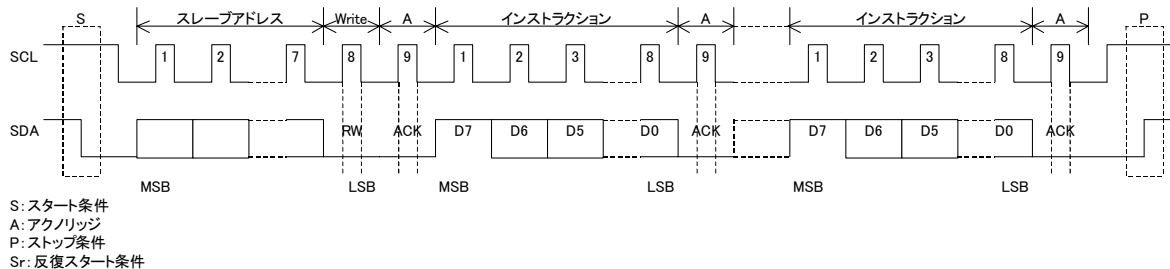 S スレーブアドレス Write A インストラクション A インストラクション A P
SCL 1 2 7 8 9 1 2 3 8 9 1 2 3 8 9
SDA RW ACK D7 D6 D5 D0 ACK D7 D6 D5 D0 ACK
MSB LSB MSB LSB MSB LSB
S:スタート条件
A:アクノリッジ
P:ストップ条件
Sr:反復スタート条件